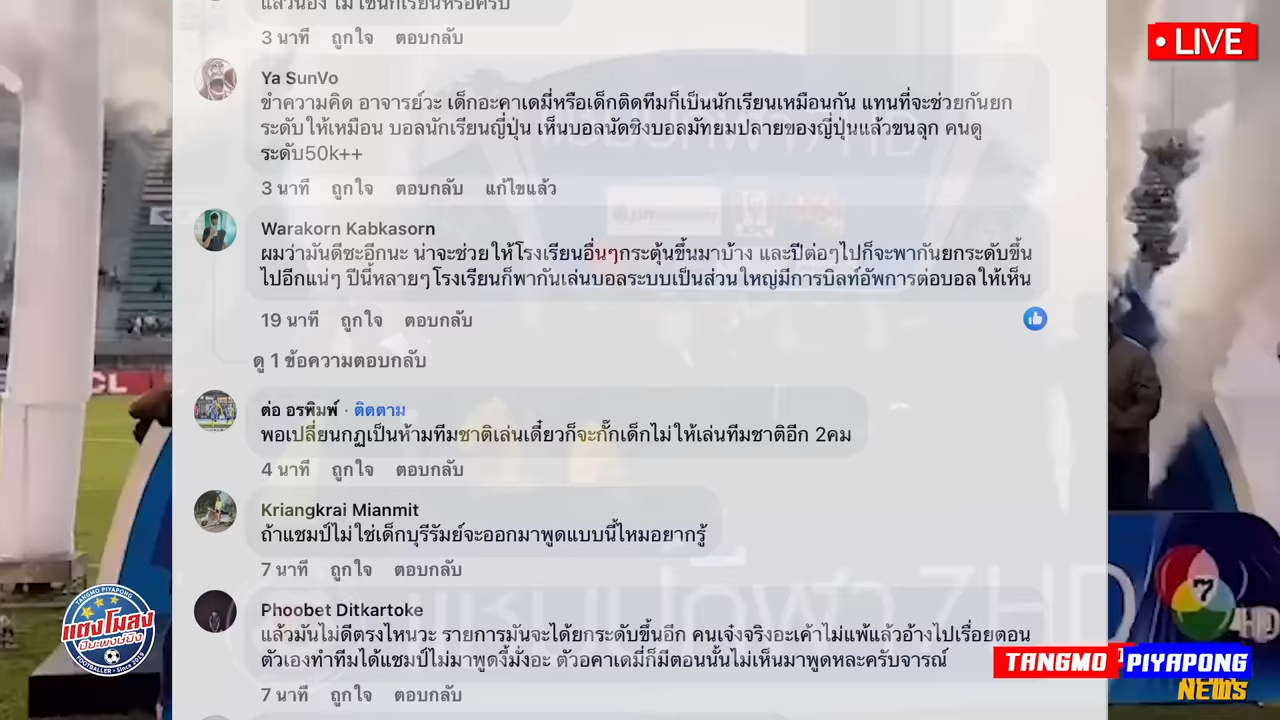 แล้วน้อง ไม่ใช่นักเรียนหรือครับ
3 นาที ถูกใจ ตอบกลับ
LIVE
Ya SunVo
ขำความคิด อาจารย์วะ เด็กอะคาเดมี่หรือเด็กติดทีมก็เป็นนักเรียนเหมือนกัน แทนที่จะช่วยกันยก
ระดับให้เหมือน บอลนักเรียนญี่ปุ่น เห็นบอลนัดชิงบอลมัทยมปลายของญี่ปุ่นแล้วขนลุก คนดู
ระดับ50k++
3 นาที ถูกใจ ตอบกลับ แก้ไขแล้ว
Warakorn Kabkasorn
ผมว่ามันดีซะอีกนะ น่าจะช่วยให้โรงเรียนอื่นๆกระตุ้นขึ้นมาบ้าง และปีต่อๆไปก็จะพากันยกระดับขึ้น
ไปอีกแน่ๆ ปีนี้หลายๆโรงเรียนก็พากันเล่นบอลระบบเป็นส่วนใหญ่มีการบิลท์อัพการต่อบอลให้เห็น
19 นาที ถูกใจ ตอบกลับ
ดู 1 ข้อความตอบกลับ
ต่อ อรพิมพ์ · ติดตาม
พอเปลี่ยนกฏเป็นห้ามทีมชาติเล่นเดี๋ยวก็จะกั๊กเด็กไม่ให้เล่นทีมชาติอีก 2คม
4 นาที ถูกใจ ตอบกลับ
Kriangkrai Mianmit
ถ้าแชมป์ไม่ใช่เด็กบุรีรัมย์จะออกมาพูดแบบนี้ไหมอยากรู้
7 นาที ถูกใจ ตอบกลับ
Phoobet Ditkartoke
แล้วมันไม่ดีตรงไหนวะ รายการมันจะได้ยกระดับขึ้นอีก คนเจ๋งจริงอะเค้าไม่แพ้แล้วอ้างไปเรื่อยตอน
ตัวเองทำทีมได้แชมป์ไม่มาพูดงี้มั่งอะ ตัวอคาเดมี่ก็มีตอนนั้นไม่เห็นมาพูดหละครับจารณ์
7 นาที ถูกใจ ตอบกลับ
TANGMO PIYAPONG
แตงโมลง
ปิยะพงษ์ยิง
FOOTBALLER • Since 2019
7
HD
TANGMO PIYAPONG
NEWS